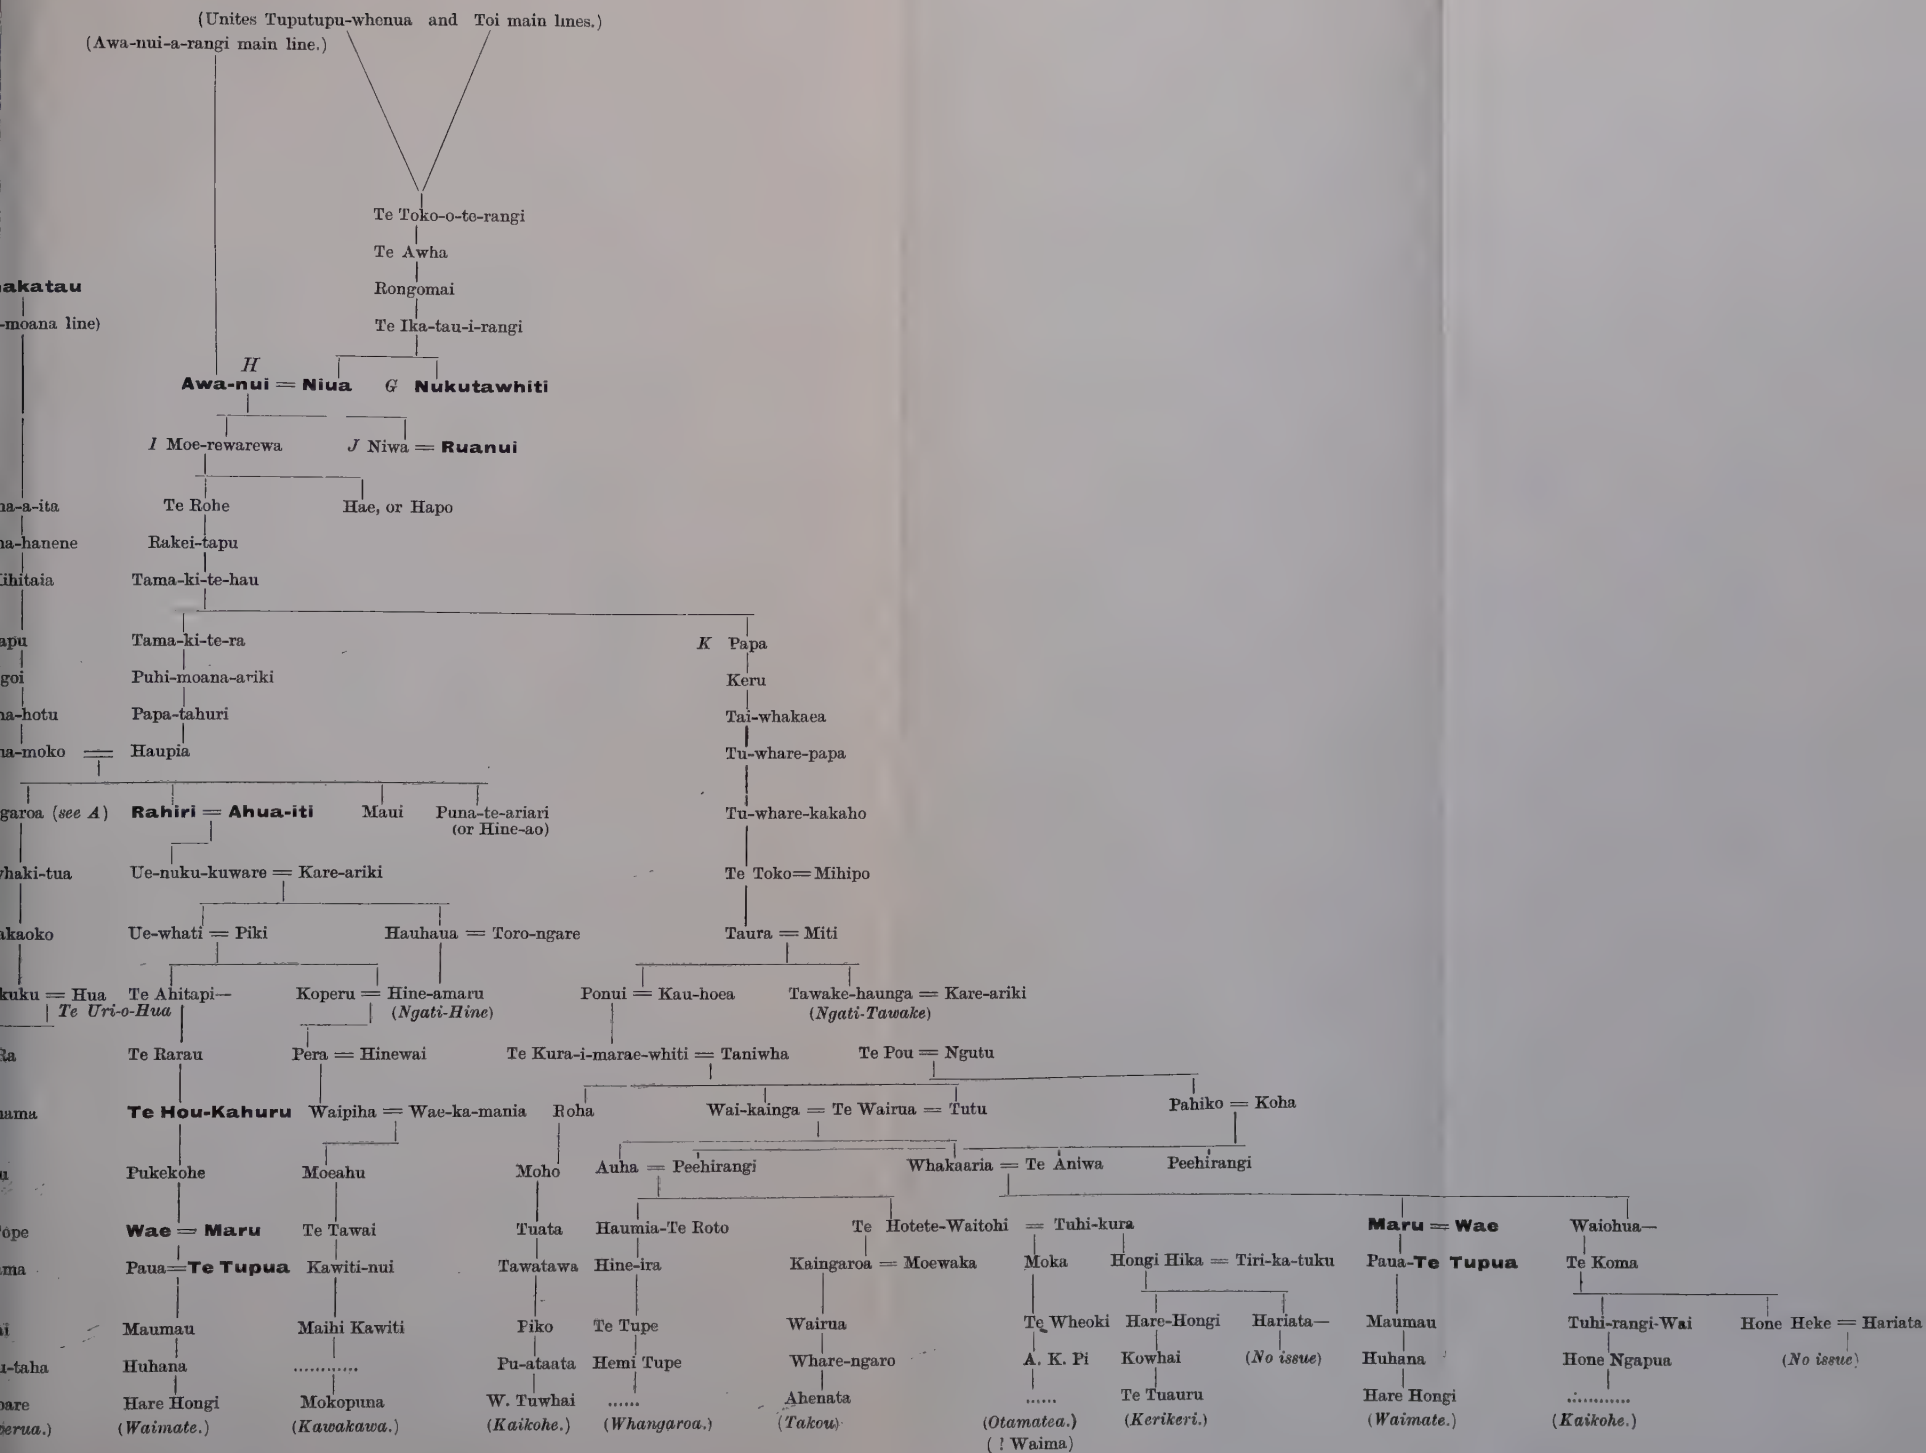 (Unites Tuputupu-whenua and Toi main lines.)
(Awa-nui-a-rangi main line.)
Te Toko-o-te-rangi
Te Awha
akatau Rongomai
-moana line) Te Ika-tau-i-rangi
H
Awa-nui = Niua G Nukutawhiti
I Moe-rewarewa J Niwa = Ruanui
na-a-ita Te Rohe Hae, or Hapo
na-hanene Rakei-tapu
ihitaia Tama-ki-te-hau
apu Tama-ki-te-ra K Papa
goi Puhi-moana-ariki Keru
na-hotu Papa-tahuri Tai-whakaea
na-moko = Haupia Tu-whare-papa
garoa (see A) Rahiri = Ahua-iti Maui Puna-te-ariari Tu-whare-kakaho
(or Hine-ao)
haki-tua Ue-nuku-kuware = Kare-ariki Te Toko=Mihipo
akaoko Ue-whati = Piki Hauhaua = Toro-ngare Taura = Miti
kuku = Hua Te Ahitapi— Koperu = Hine-amaru Ponui = Kau-hoea Tawake-haunga = Kare-ariki
Te Uri-o-Hua (Ngati-Hine) (Ngati-Tawake)
Ra Te Rarau Pera = Hinewai Te Kura-i-marae-whiti = Taniwha Te Pou = Ngutu
ama Te Hou-Kahuru Waipiha = Wae-ka-mania Roha Wai-kainga = Te Wairua = Tutu Pahiko = Koha
Pukekohe Moeahu Moho Auha = Peehirangi Whakaaria = Te Aniwa Peehirangi
ope Wae = Maru Te Tawai Tuata Haumia-Te Roto Te Hotete-Waitohi = Tuhi-kura Maru = Wae Waiohua—
ma Paua=Te Tupua Kawiti-nui Tawatawa Hine-ira Kaingaroa = Moewaka Moka Hongi Hika = Tiri-ka-tuku Paua-Te Tupua Te Koma
Maumau Maihi Kawiti Piko Te Tupe Wairua Te Wheoki Hare-Hongi Hariata— Maumau Tuhi-rangi-Wai Hone Heke = Hariata
u-taha Huhana ............ Pu-ataata Hemi Tupe Whare-ngaro A. K. Pi Kowhai (No issue) Huhana Hone Ngapua (No issue)
pare Hare Hongi Mokopuna W. Tuwhai ...... Ahenata ...... Te Tuauru Hare Hongi ............
erua.) (Waimate.) (Kawakawa.) (Kaikohe.) (Whangaroa.) (Takou) (Otamatea.) (Kerikeri.) (Waimate.) (Kaikohe.)
(? Waima)